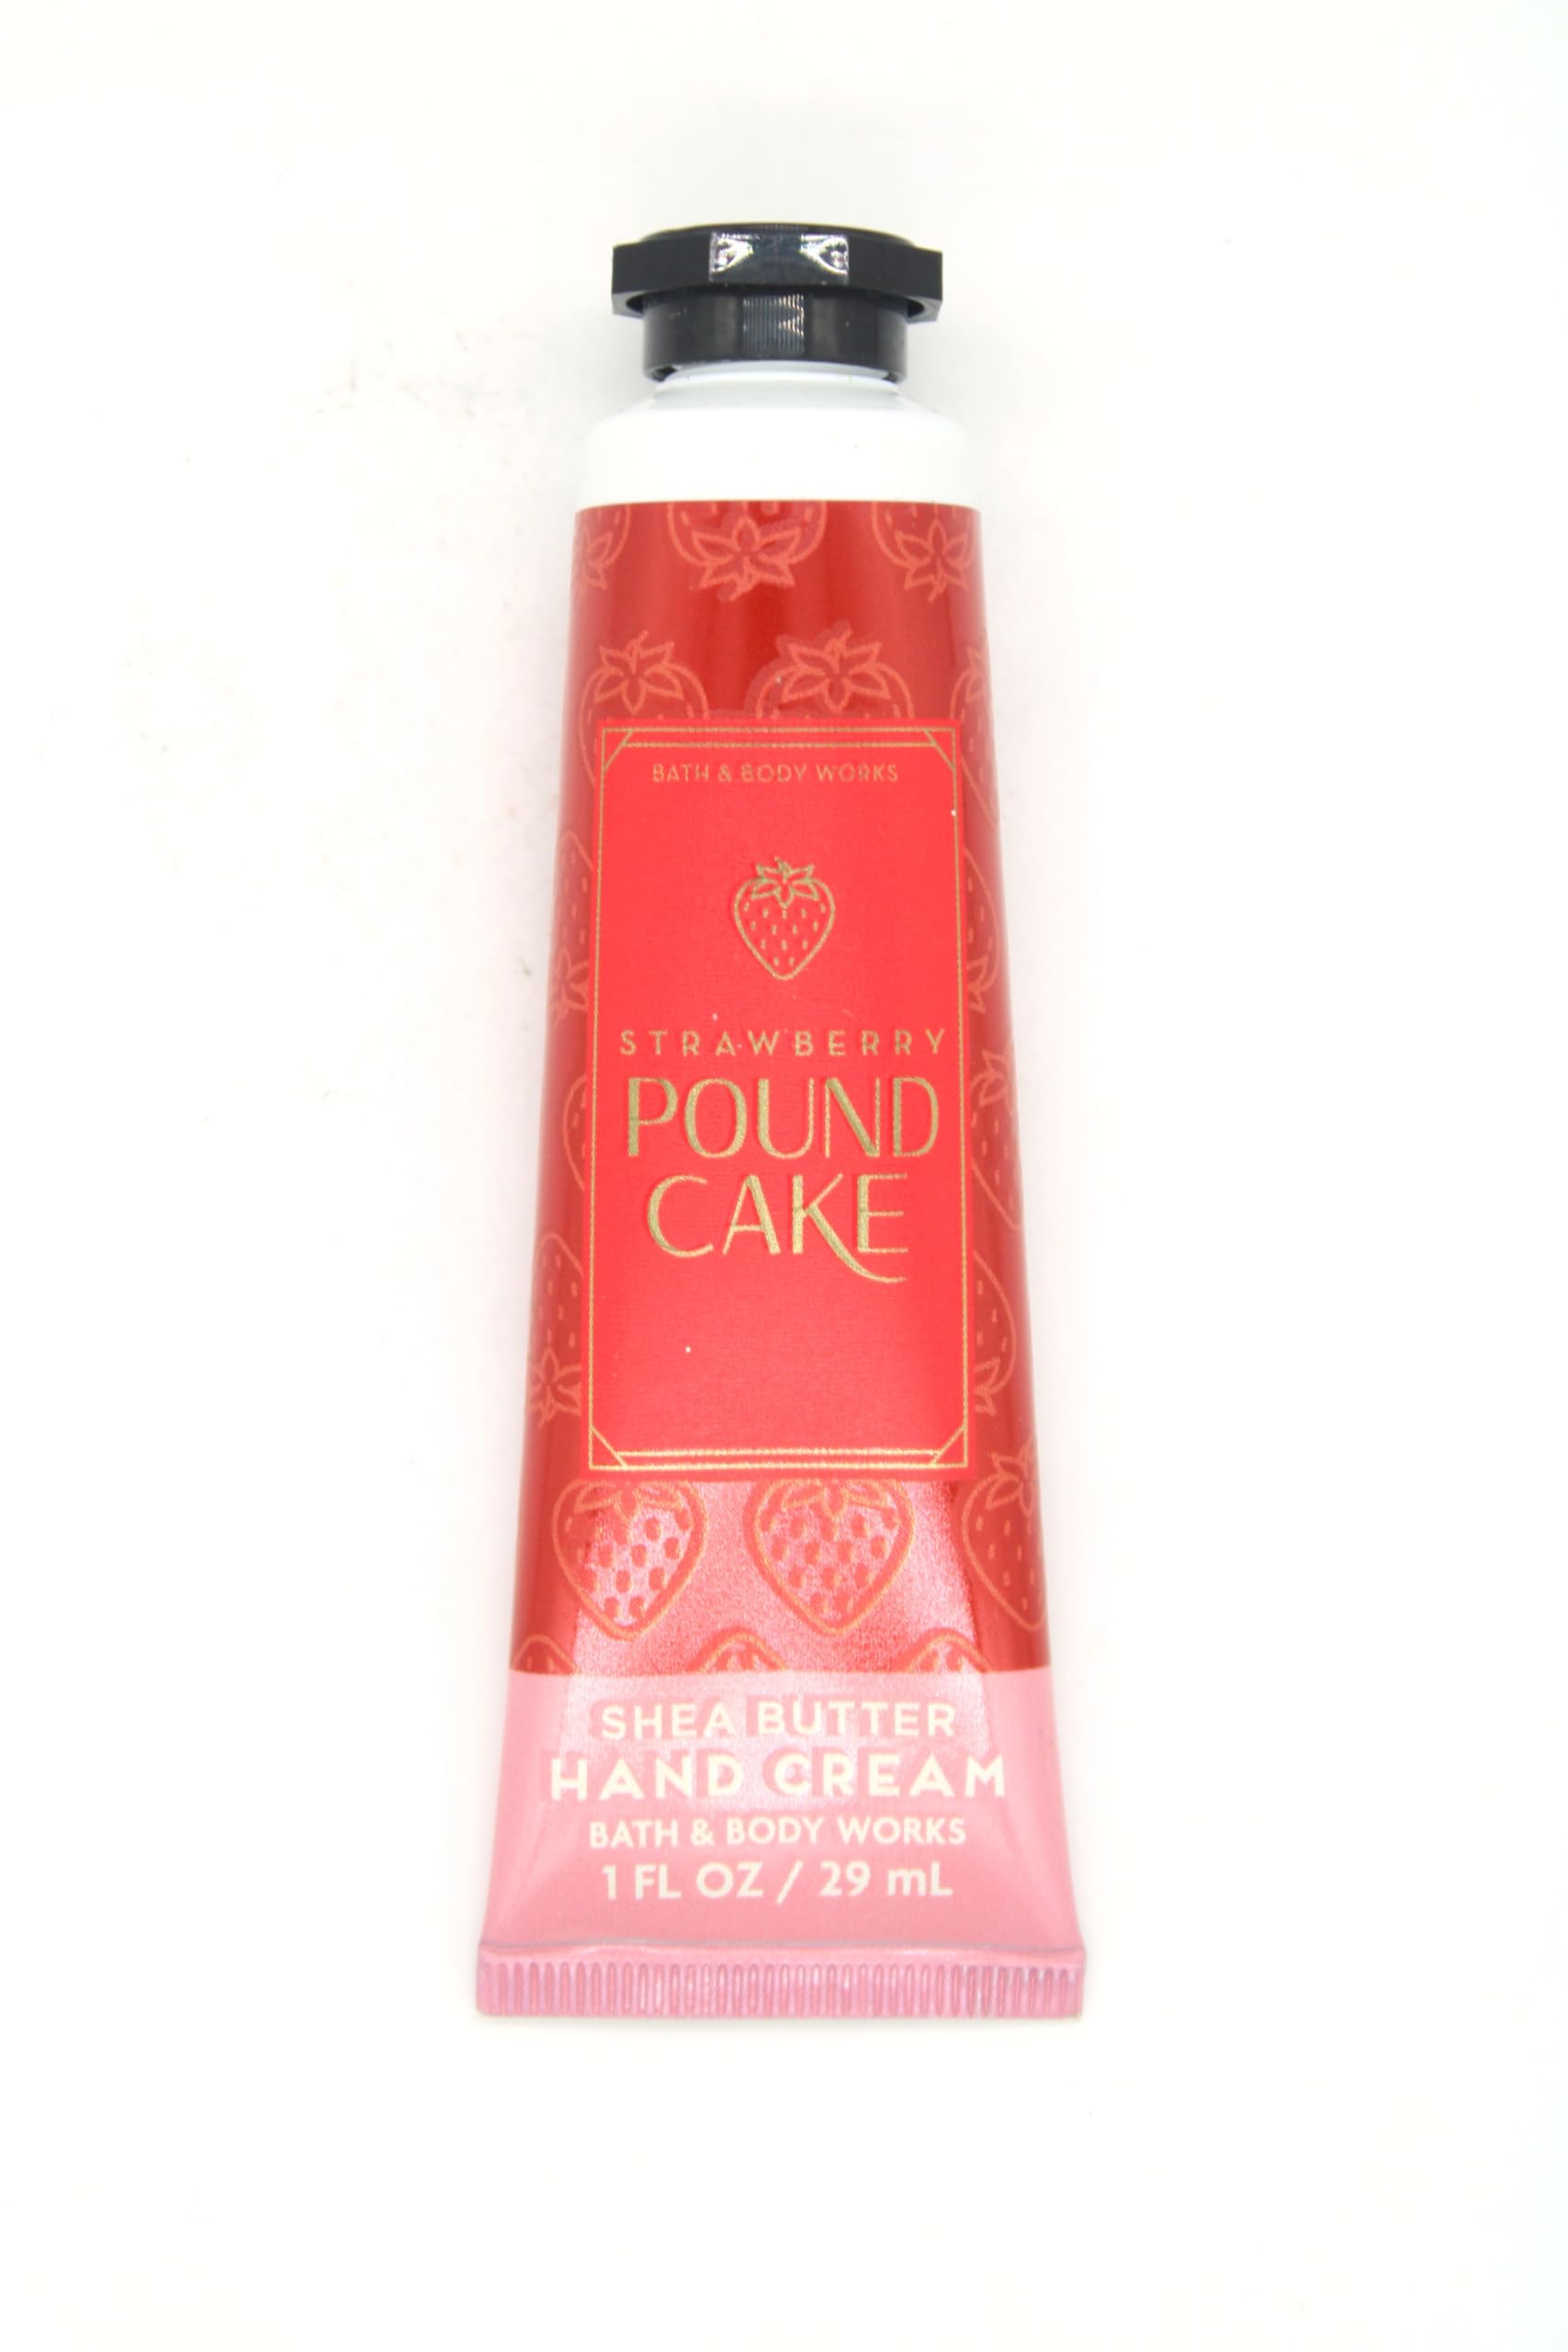 BATH & BODY WORKS
STRAWBERRY
POUND
CAKE
SHEA BUTTER
HAND CREAM
BATH & BODY WORKS
1 FL OZ / 29 mL